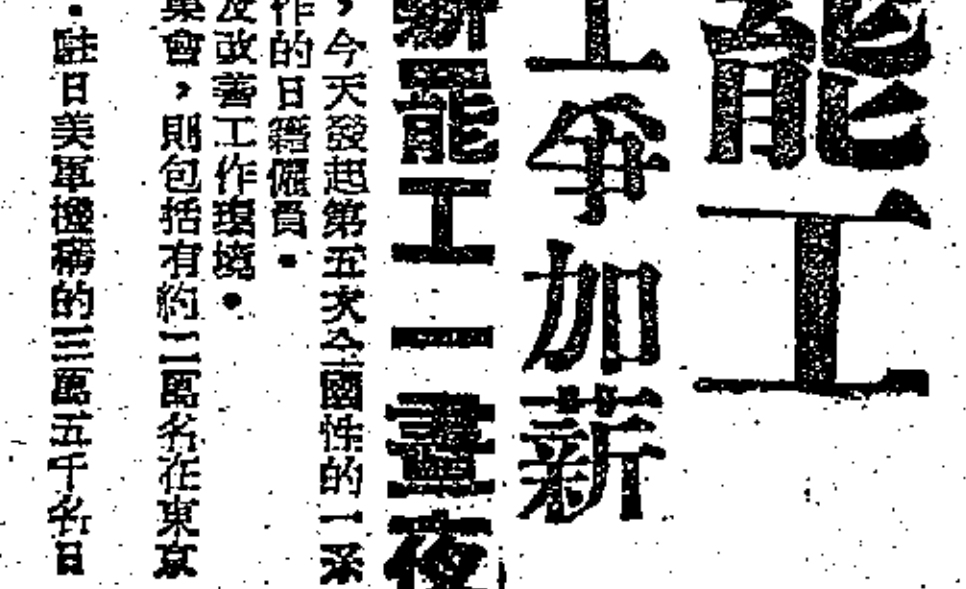 罷工
工爭加薪
新罷工一晝夜
,今天發起第五次全國性的一系
作的日籍僱員.
及改善工作環境.
集會,則包括有約二萬名在東京
.駐日美軍機構的三萬五千名日